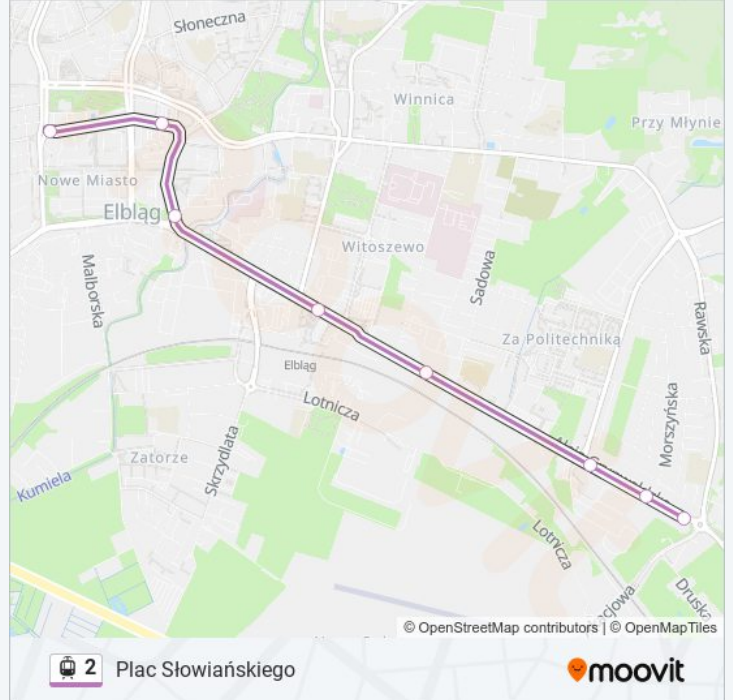 Słoneczna
Winnica
Przy Młynie
Nowe Miasto
Elbląg
Witoszewo
Malborska
Sadowa
Rawska
Za Politechniką
Elbląg
Lotnicza
Morszyńska
Skrzydlata
Zatorze
Kumiela
Lotnicza
Druska
© OpenStreetMap contributors | © OpenMapTiles
2 Plac Słowiańskiego
moovit